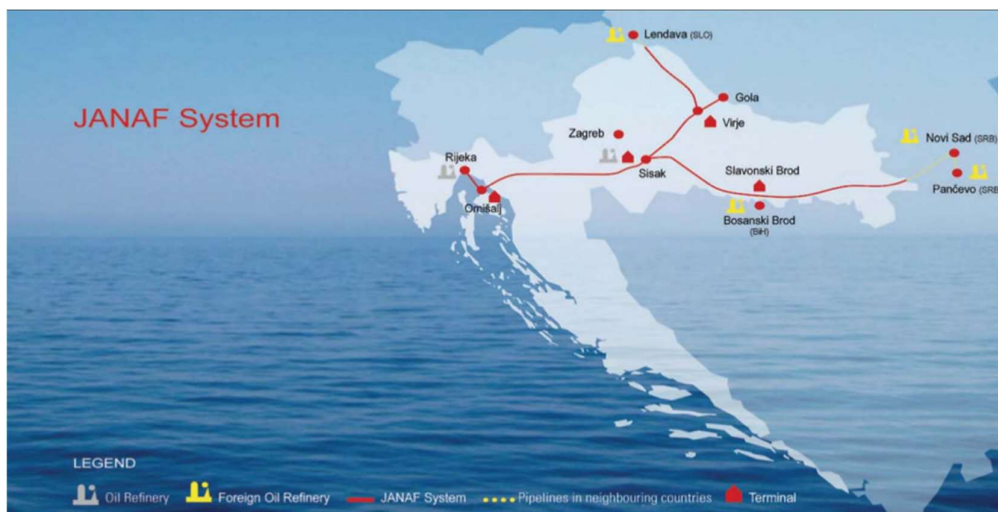 Lendava (SLO)
JANAF System
Gola
Virje
Zagreb
Novi Sad (SRB)
Rijeka
Sisak
Slavonski Brod
Pančevo (SRB
Omišalj
Bosanski Brod
(BiH)
LEGEND
Oil Refinery
Foreign Oil Refinery
JANAF System
Pipelines in neighbouring countries
Terminal